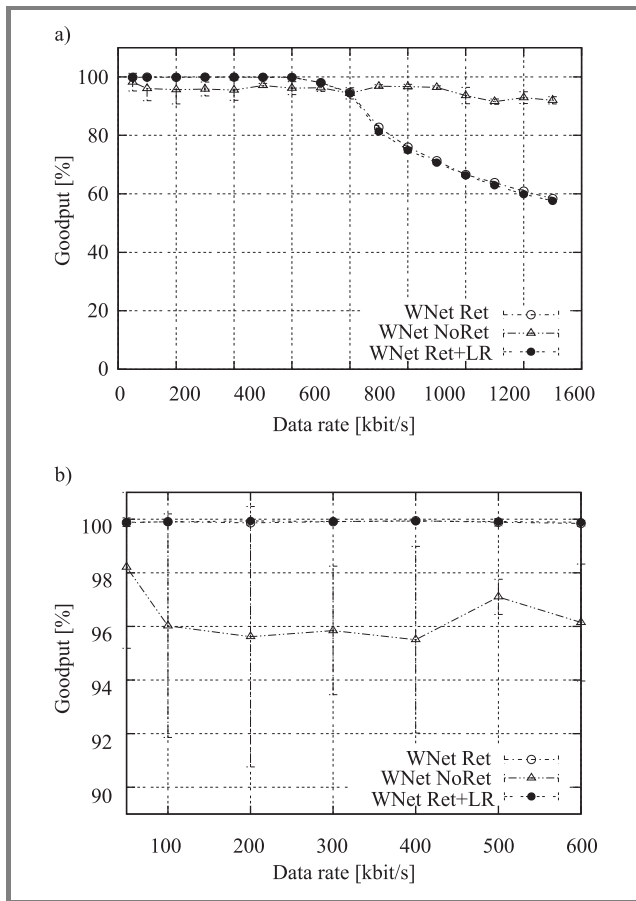 a)
100
80
60
40
20
0
Goodput [%]
WNet Ret
WNet NoRet
WNet Ret+LR
0 200 400 600 800 1000 1200 1600
Data rate [kbit/s]
b)
100
98
96
94
92
90
Goodput [%]
WNet Ret
WNet NoRet
WNet Ret+LR
100 200 300 400 500 600
Data rate [kbit/s]